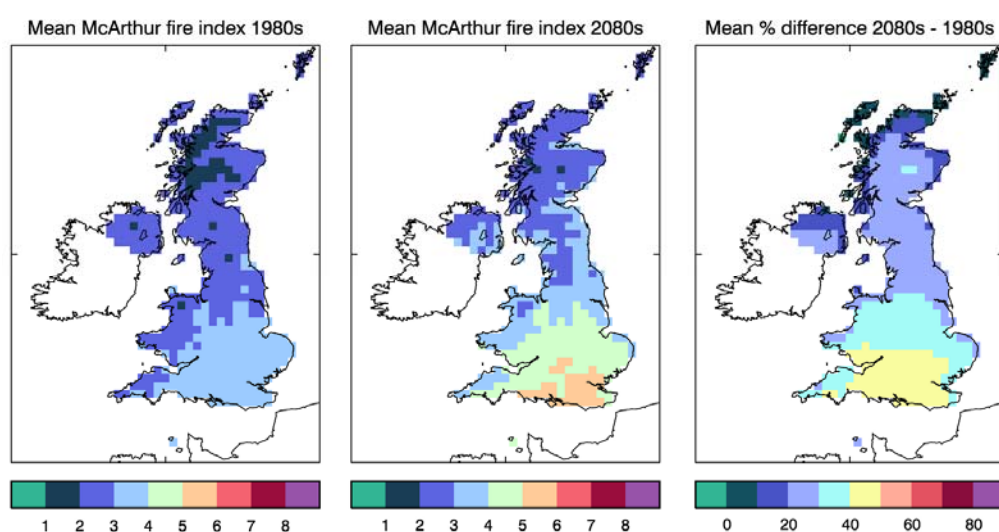 Mean McArthur fire index 1980s
Mean McArthur fire index 2080s
Mean % difference 2080s - 1980s
1 2 3 4 5 6 7 8
1 2 3 4 5 6 7 8
0 20 40 60 80